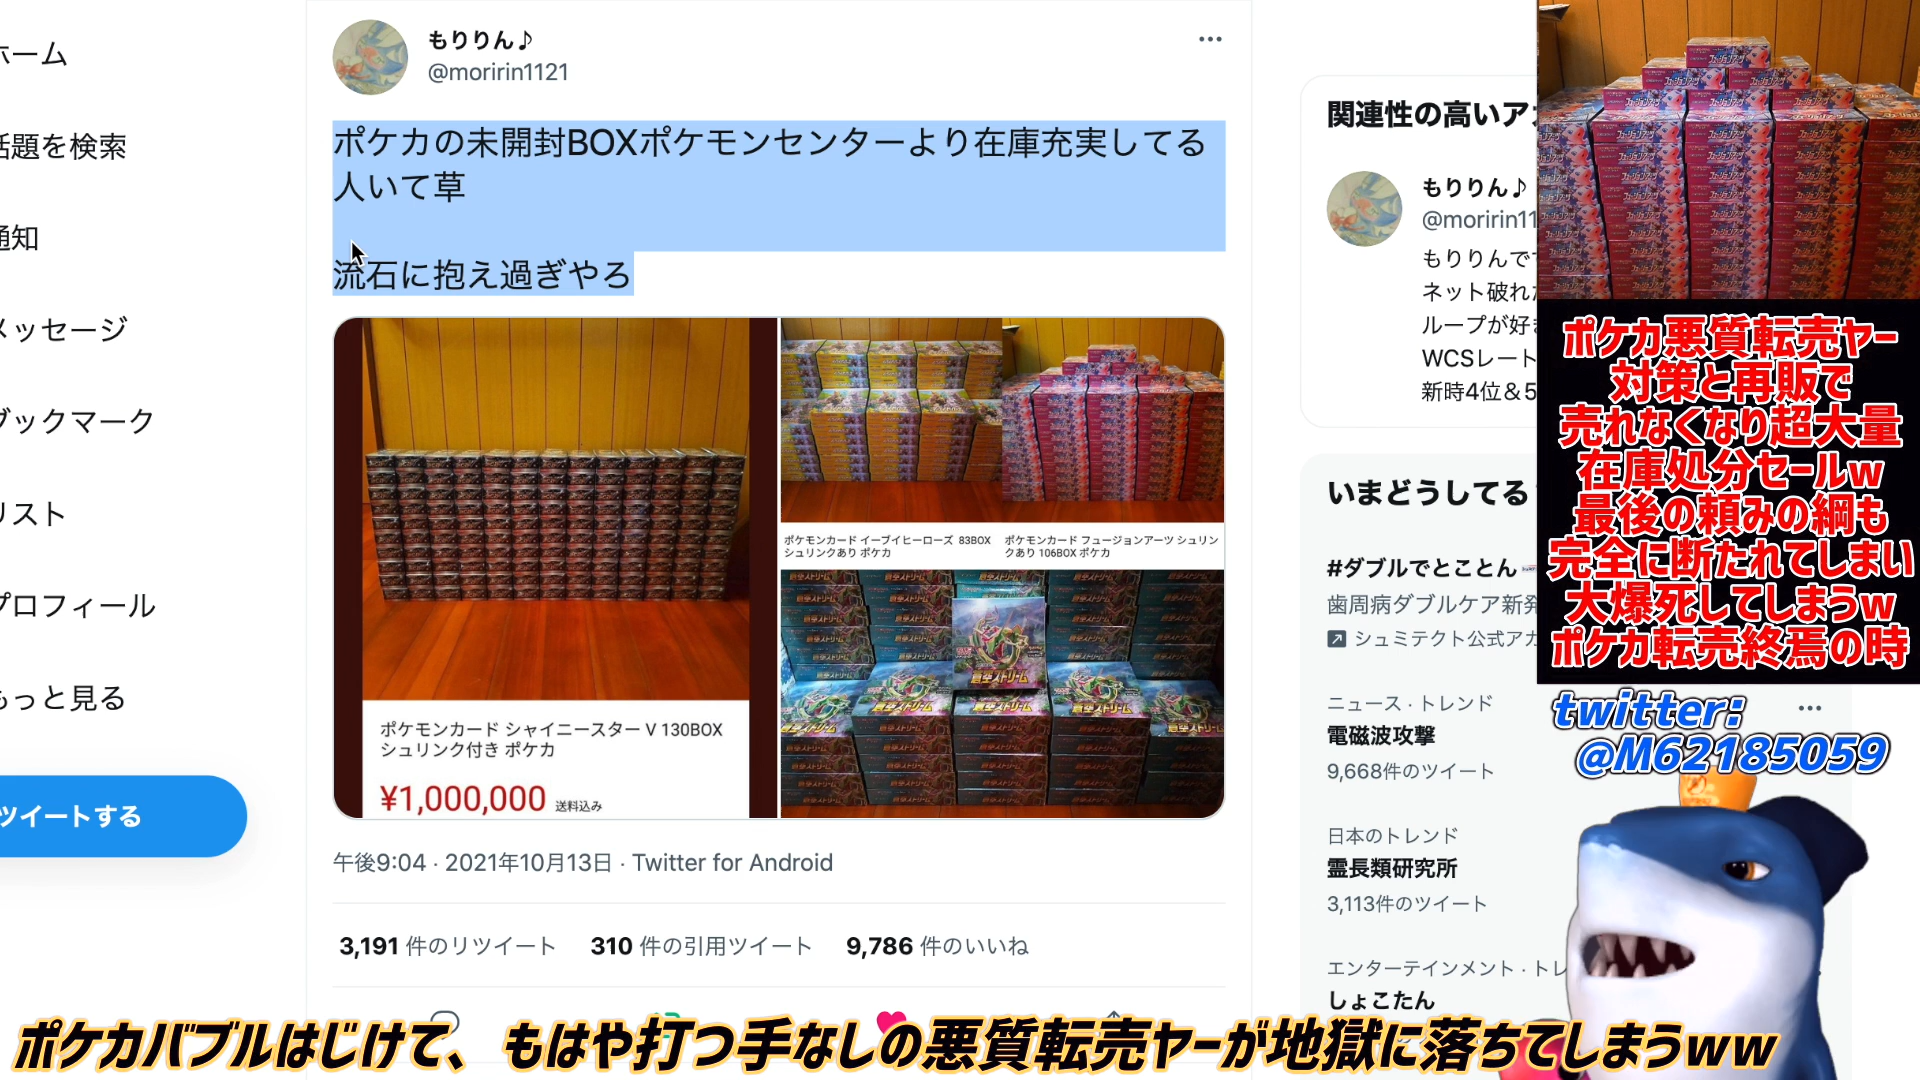 ホーム
話題を検索
通知
メッセージ
ブックマーク
リスト
プロフィール
もっと見る
ツイートする
もりりん♪
@moririn1121
ポケカの未開封BOXポケモンセンターより在庫充実してる
人いて草
流石に抱え過ぎやろ
ポケモンカード シャイニースター V 130BOX
シュリンク付き ポケカ
¥1,000,000 送料込み
ポケモンカード イーブイヒーローズ 83BOX
シュリンクあり ポケカ
ポケモンカード フュージョンアーツ シュリン
クあり 106BOX ポケカ
蒼空ストリーム
午後9:04 · 2021年10月13日 · Twitter for Android
3,191 件のリツイート 310 件の引用ツイート 9,786 件のいいね
関連性の高いア
もりりん♪
@moririn11
もりりんで
ネット破れ
ループが好
WCSレート
新時4位&5
いまどうしてる
#ダブルでとことん
歯周病ダブルケア新発
シュミテクト公式アカ
ニュース · トレンド
電磁波攻撃
9,668件のツイート
日本のトレンド
霊長類研究所
3,113件のツイート
エンターテインメント · トレ
しょこたん
フュージョンアーツ
ポケカ悪質転売ヤー
対策と再販で
売れなくなり超大量
在庫処分セールw
最後の頼みの綱も
完全に断たれてしまい
大爆死してしまうw
ポケカ転売終焉の時
twitter:
@M62185059
ポケカバブルはじけて、もはや打つ手なしの悪質転売ヤーが地獄に落ちてしまうww